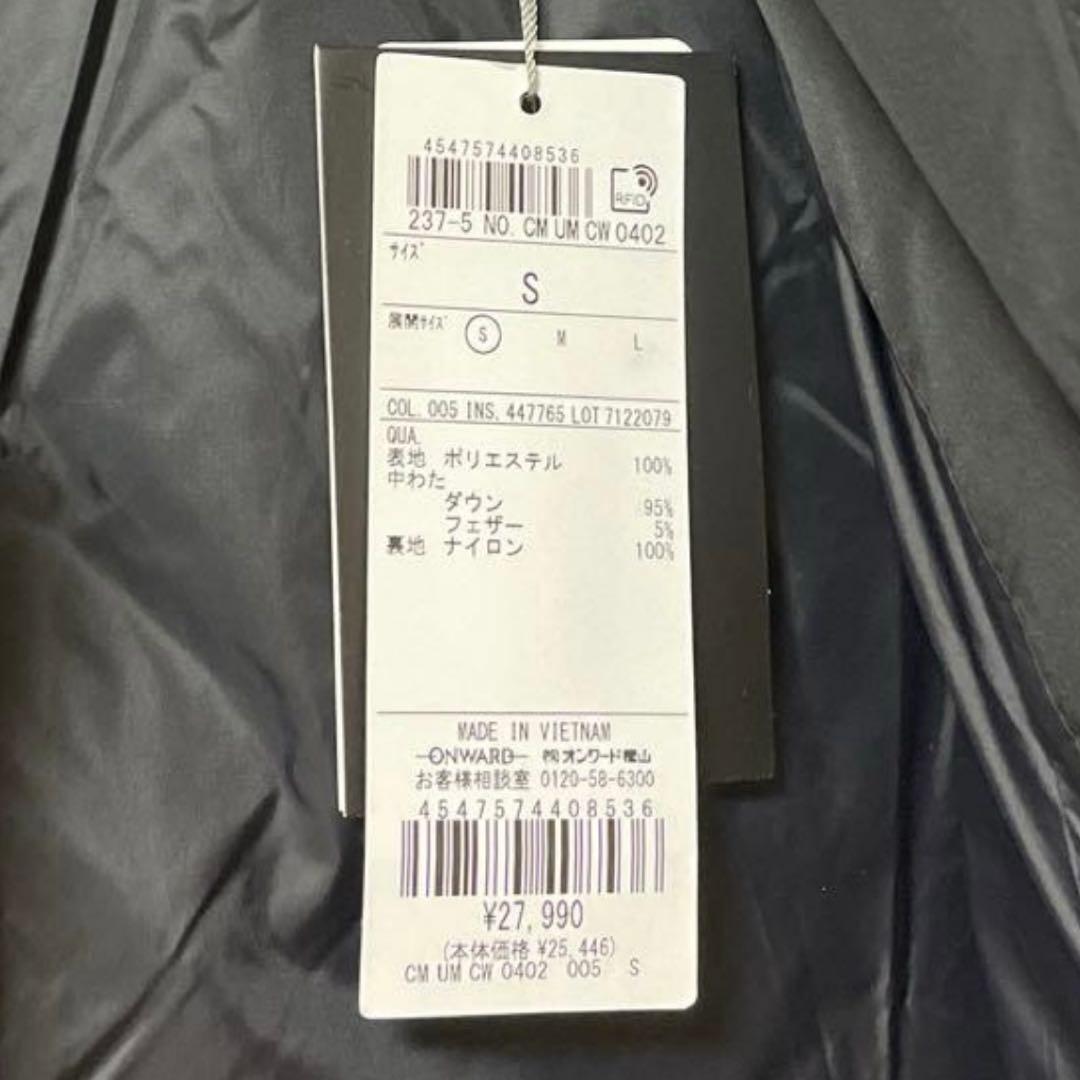 4547574408536
RFID
237-5 NO. CM UM CW 0402
サイズ
S
展開サイズ S M L
COL. 005 INS. 447765 LOT 7122079
QUA.
表地 ポリエステル 100%
中わた
ダウン 95%
フェザー 5%
裏地 ナイロン 100%
MADE IN VIETNAM
ONWARD ㈱オンワード樫山
お客様相談室 0120-58-6300
4547574408536
¥27,990
(本体価格 ¥25,446)
CM UM CW 0402 005 S